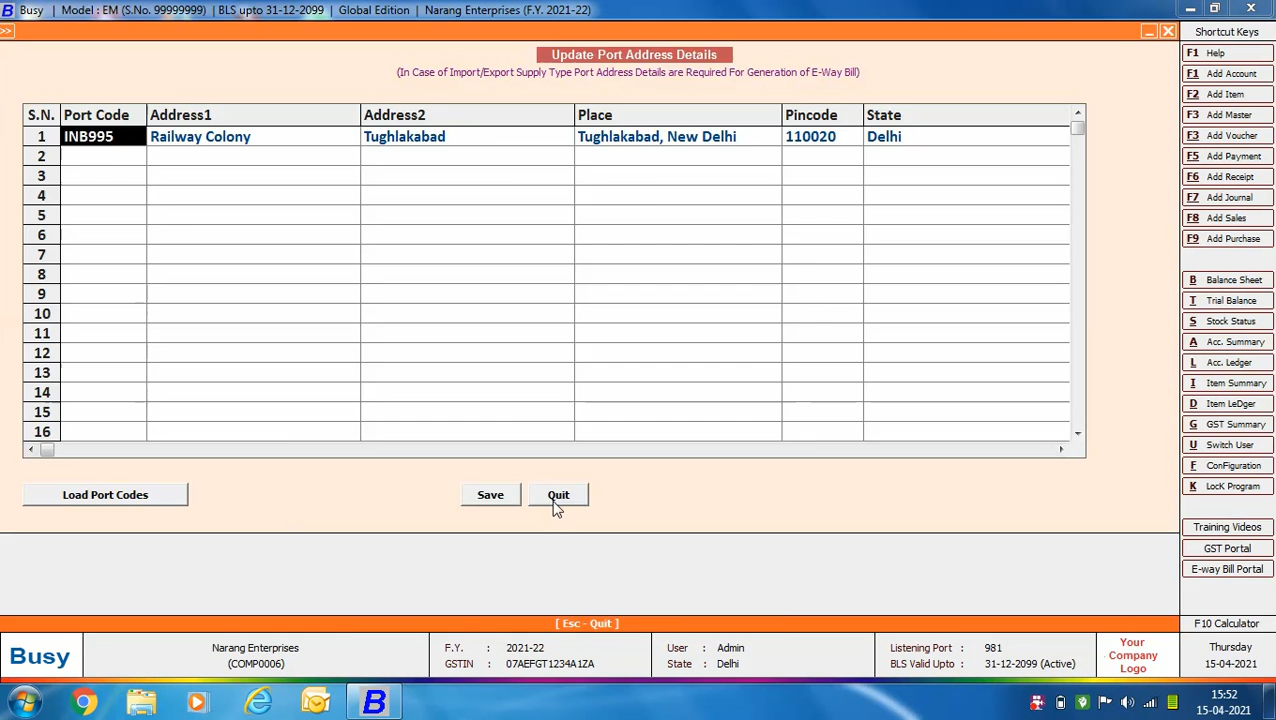 Busy Model : EM (S.No. 99999999) BLS upto 31-12-2099 Global Edition Narang Enterprises (F.Y. 2021-22)
>>
Update Port Address Details
(In Case of Import/Export Supply Type Port Address Details are Required For Generation of E-Way Bill)
S.N. Port Code Address1 Address2 Place Pincode State
1 INB995 Railway Colony Tughlakabad Tughlakabad, New Delhi 110020 Delhi
2
3
4
5
6
7
8
9
10
11
12
13
14
15
16
Load Port Codes Save Quit
[ Esc - Quit ]
Shortcut Keys
F1 Help
F1 Add Account
F2 Add Item
F3 Add Master
F3 Add Voucher
F5 Add Payment
F6 Add Receipt
F7 Add Journal
F8 Add Sales
F9 Add Purchase
B Balance Sheet
T Trial Balance
S Stock Status
A Acc. Summary
L Acc. Ledger
I Item Summary
D Item LeDger
G GST Summary
U Switch User
F ConFiguration
K LocK Program
Training Videos
GST Portal
E-way Bill Portal
F10 Calculator
Busy
Narang Enterprises
(COMP0006)
F.Y. : 2021-22
GSTIN : 07AEFGT1234A1ZA
User : Admin
State : Delhi
Listening Port : 981
BLS Valid Upto : 31-12-2099 (Active)
Your
Company
Logo
Thursday
15-04-2021
15:52
15-04-2021